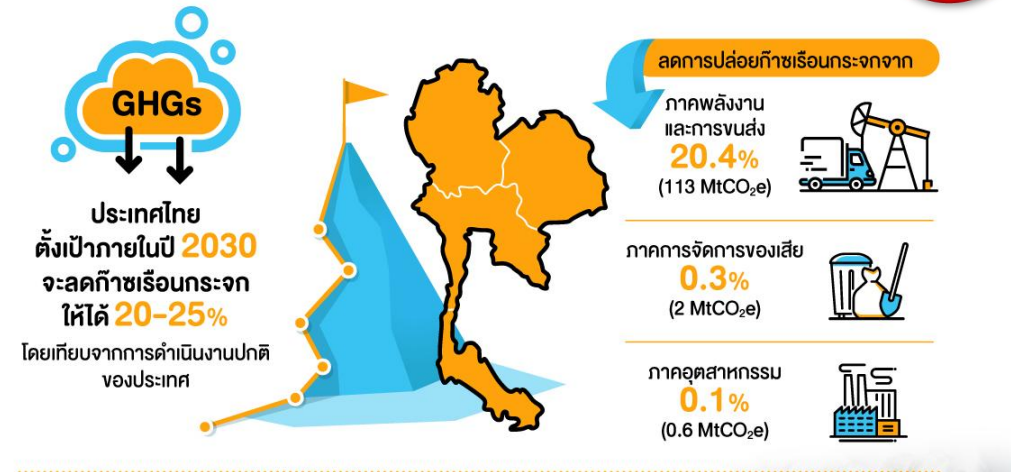 GHGs
ประเทศไทย
ตั้งเป้าภายในปี 2030
จะลดก๊าซเรือนกระจก
ให้ได้ 20-25%
โดยเทียบจากการดำเนินงานปกติ
ของประเทศ
ลดการปล่อยก๊าซเรือนกระจกจาก
ภาคพลังงาน
และการขนส่ง
20.4%
(113 MtCO₂e)
ภาคการจัดการของเสีย
0.3%
(2 MtCO₂e)
ภาคอุตสาหกรรม
0.1%
(0.6 MtCO₂e)